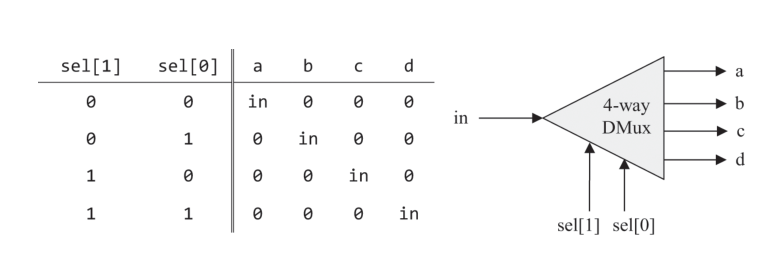 sel[1] sel[0] a b c d
0 0 in 0 0 0
0 1 0 in 0 0
1 0 0 0 in 0
1 1 0 0 0 in
in
4-way
DMux
a
b
c
d
sel[1] sel[0]